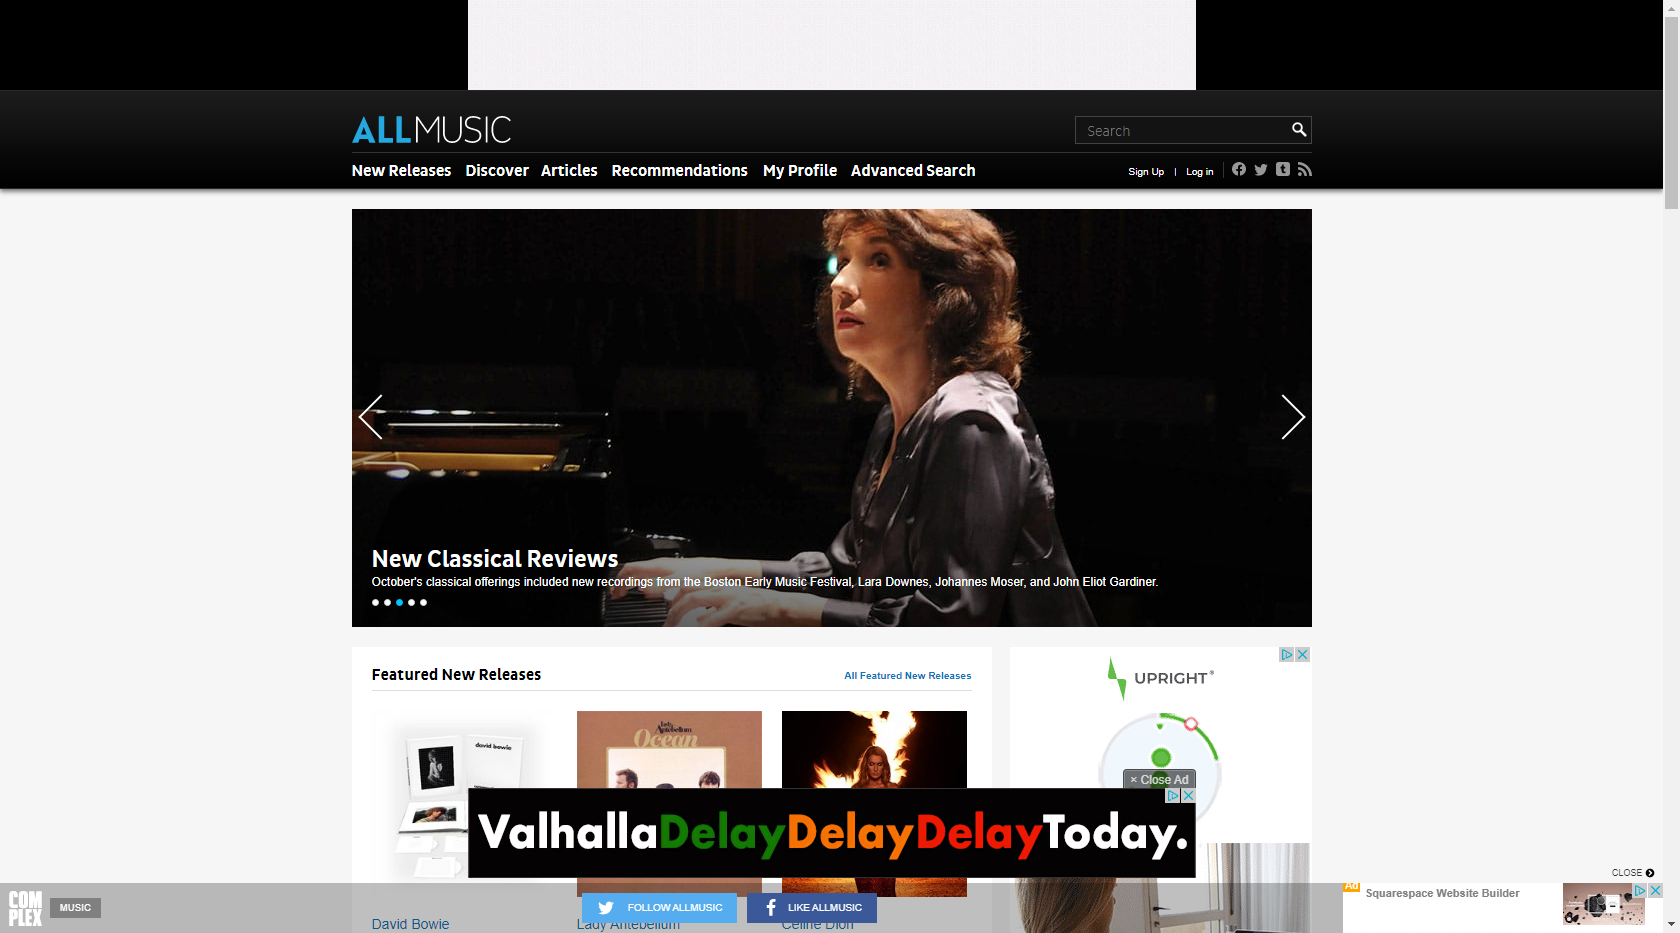 ALLMUSIC
Search
New Releases Discover Articles Recommendations My Profile Advanced Search
Sign Up | Log in
New Classical Reviews
October's classical offerings included new recordings from the Boston Early Music Festival, Lara Downes, Johannes Moser, and John Eliot Gardiner.
Featured New Releases
All Featured New Releases
UPRIGHT
david bowie
lady Antebellum
Ocean
× Close Ad
ValhallaDelayDelayDelayToday.
CLOSE
COM
PLEX
MUSIC
FOLLOW ALLMUSIC
LIKE ALLMUSIC
Ad
Squarespace Website Builder
David Bowie
Lady Antebellum
Celine Dion